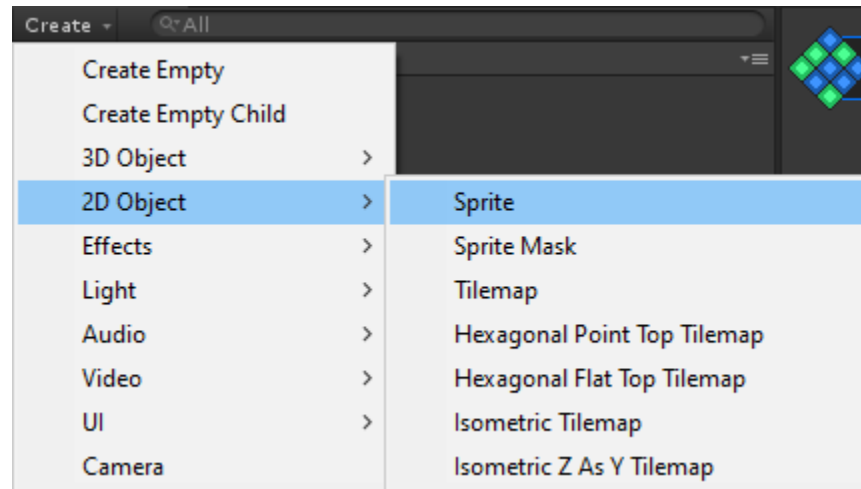 Create
All
Create Empty
Create Empty Child
3D Object
2D Object
Effects
Light
Audio
Video
UI
Camera
Sprite
Sprite Mask
Tilemap
Hexagonal Point Top Tilemap
Hexagonal Flat Top Tilemap
Isometric Tilemap
Isometric Z As Y Tilemap